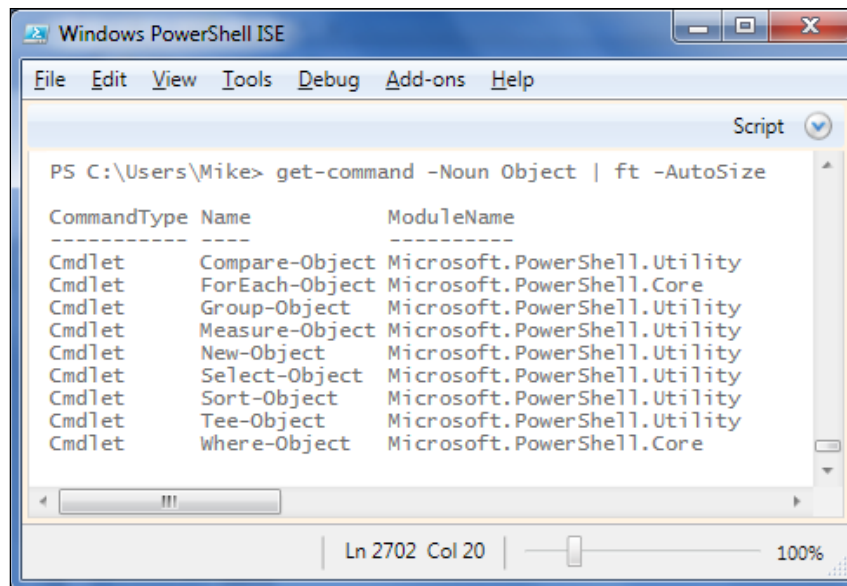 Windows PowerShell ISE
File Edit View Tools Debug Add-ons Help
Script
PS C:\Users\Mike> get-command -Noun Object | ft -AutoSize
CommandType Name ModuleName
----------- ---- ----------
Cmdlet Compare-Object Microsoft.PowerShell.Utility
Cmdlet ForEach-Object Microsoft.PowerShell.Core
Cmdlet Group-Object Microsoft.PowerShell.Utility
Cmdlet Measure-Object Microsoft.PowerShell.Utility
Cmdlet New-Object Microsoft.PowerShell.Utility
Cmdlet Select-Object Microsoft.PowerShell.Utility
Cmdlet Sort-Object Microsoft.PowerShell.Utility
Cmdlet Tee-Object Microsoft.PowerShell.Utility
Cmdlet Where-Object Microsoft.PowerShell.Core
Ln 2702 Col 20 100%